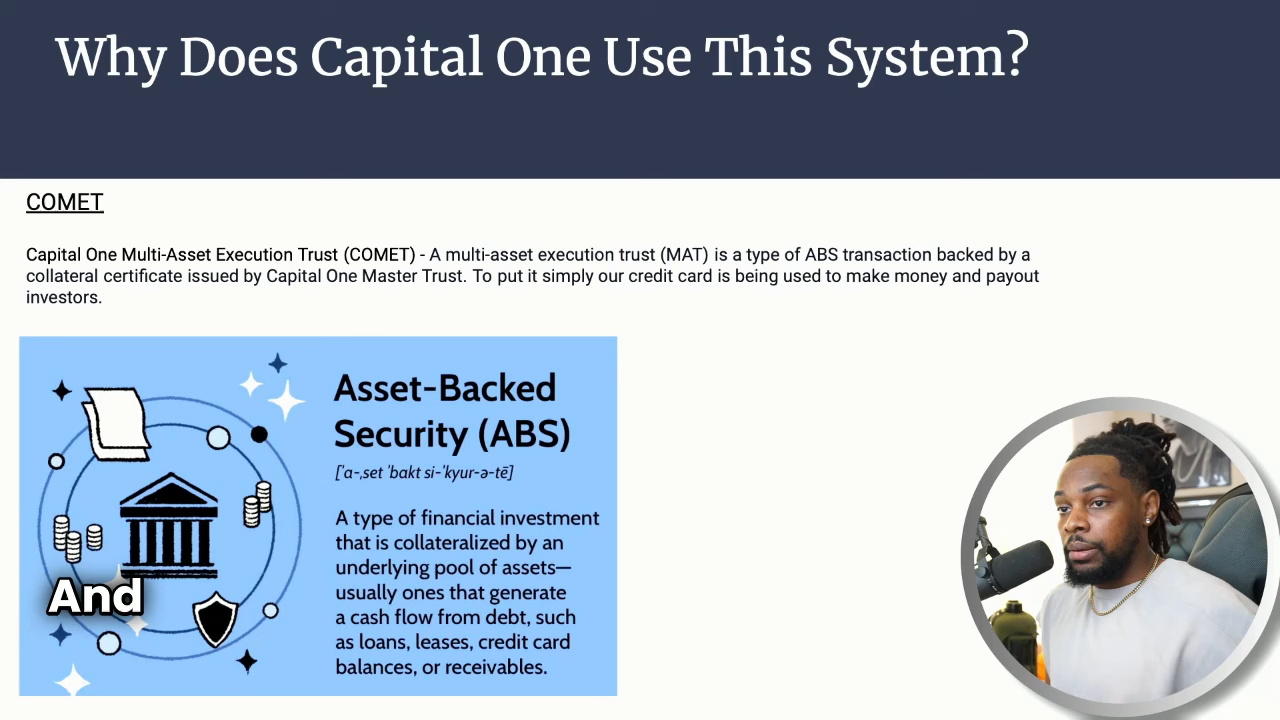 Why Does Capital One Use This System?
COMET
Capital One Multi-Asset Execution Trust (COMET) - A multi-asset execution trust (MAT) is a type of ABS transaction backed by a
collateral certificate issued by Capital One Master Trust. To put it simply our credit card is being used to make money and payout
investors.
Asset-Backed
Security (ABS)
['a-,set 'bakt si-'kyur-ə-tē]
A type of financial investment
that is collateralized by an
underlying pool of assets—
usually ones that generate
a cash flow from debt, such
as loans, leases, credit card
balances, or receivables.
And